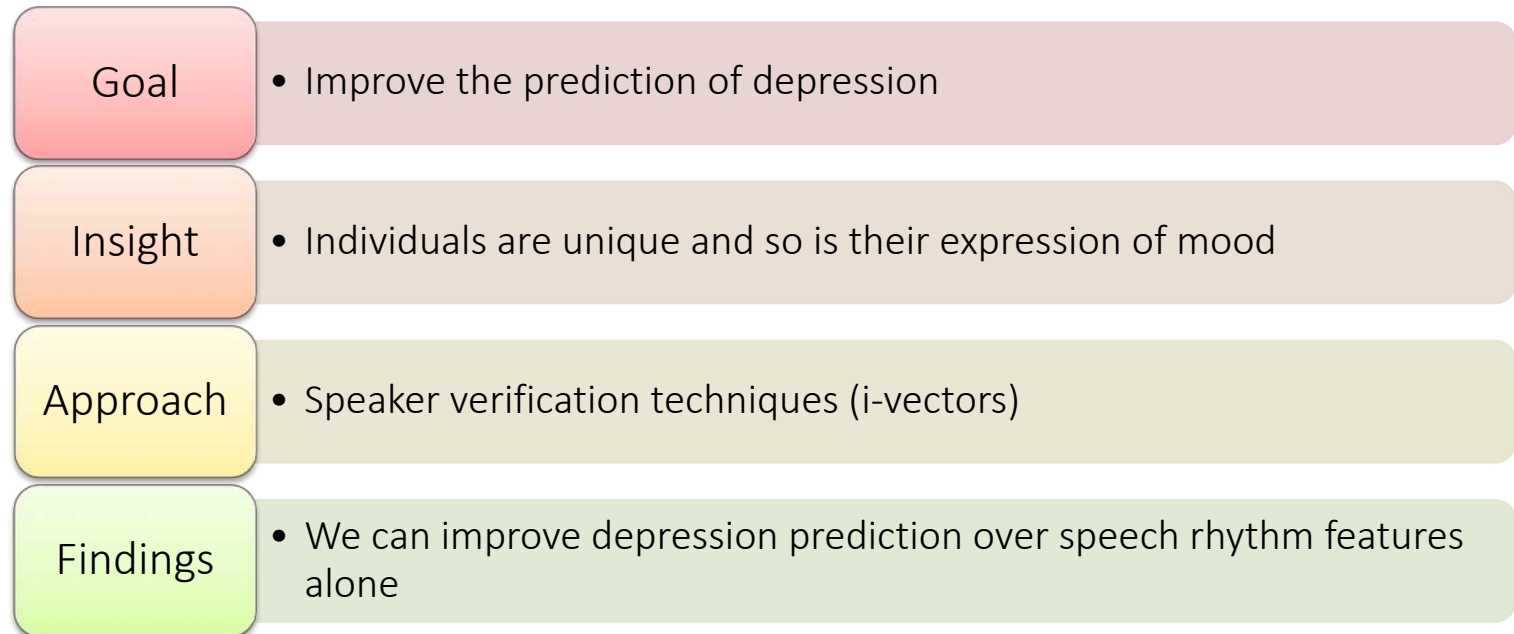 Goal
• Improve the prediction of depression
Insight
• Individuals are unique and so is their expression of mood
Approach
• Speaker verification techniques (i-vectors)
Findings
• We can improve depression prediction over speech rhythm features
alone